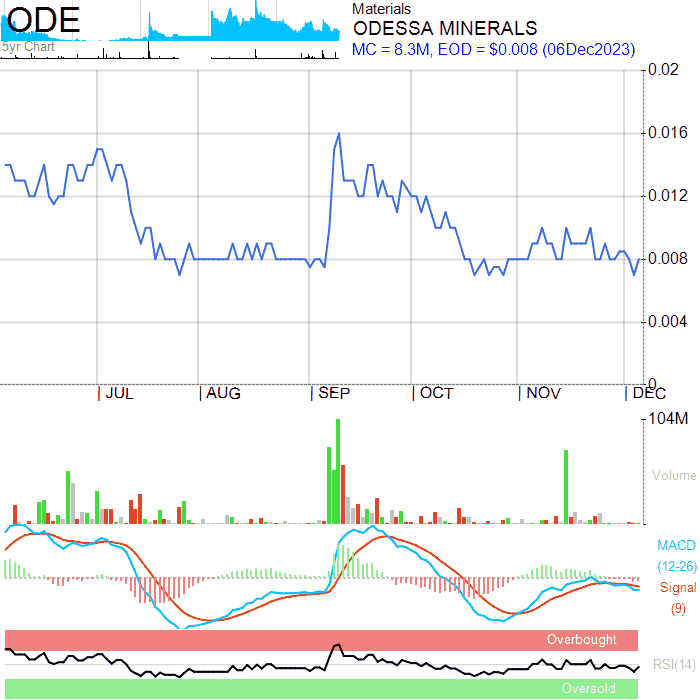 ODE
5yr Chart
Materials
ODESSA MINERALS
MC = 8.3M, EOD = $0.008 (06Dec2023)
0.02
0.016
0.012
0.008
0.004
0
JUL AUG SEP OCT NOV DEC
104M
Volume
MACD
(12-26)
Signal
(9)
Overbought
RSI(14)
Oversold